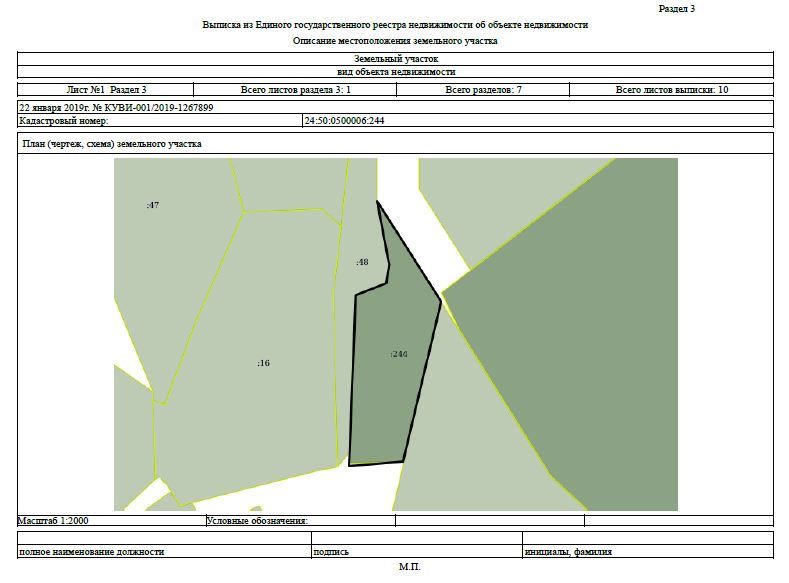 Раздел 3
Выписка из Единого государственного реестра недвижимости об объекте недвижимости
Описание местоположения земельного участка
Земельный участок
вид объекта недвижимости
Лист №1 Раздел 3 Всего листов раздела 3: 1 Всего разделов: 7 Всего листов выписки: 10
22 января 2019г. № КУВИ-001/2019-1267899
Кадастровый номер: 24:50:0500006:244
План (чертеж, схема) земельного участка
:47
:48
:244
:16
Масштаб 1:2000 Условные обозначения:
полное наименование должности подпись инициалы, фамилия
М.П.